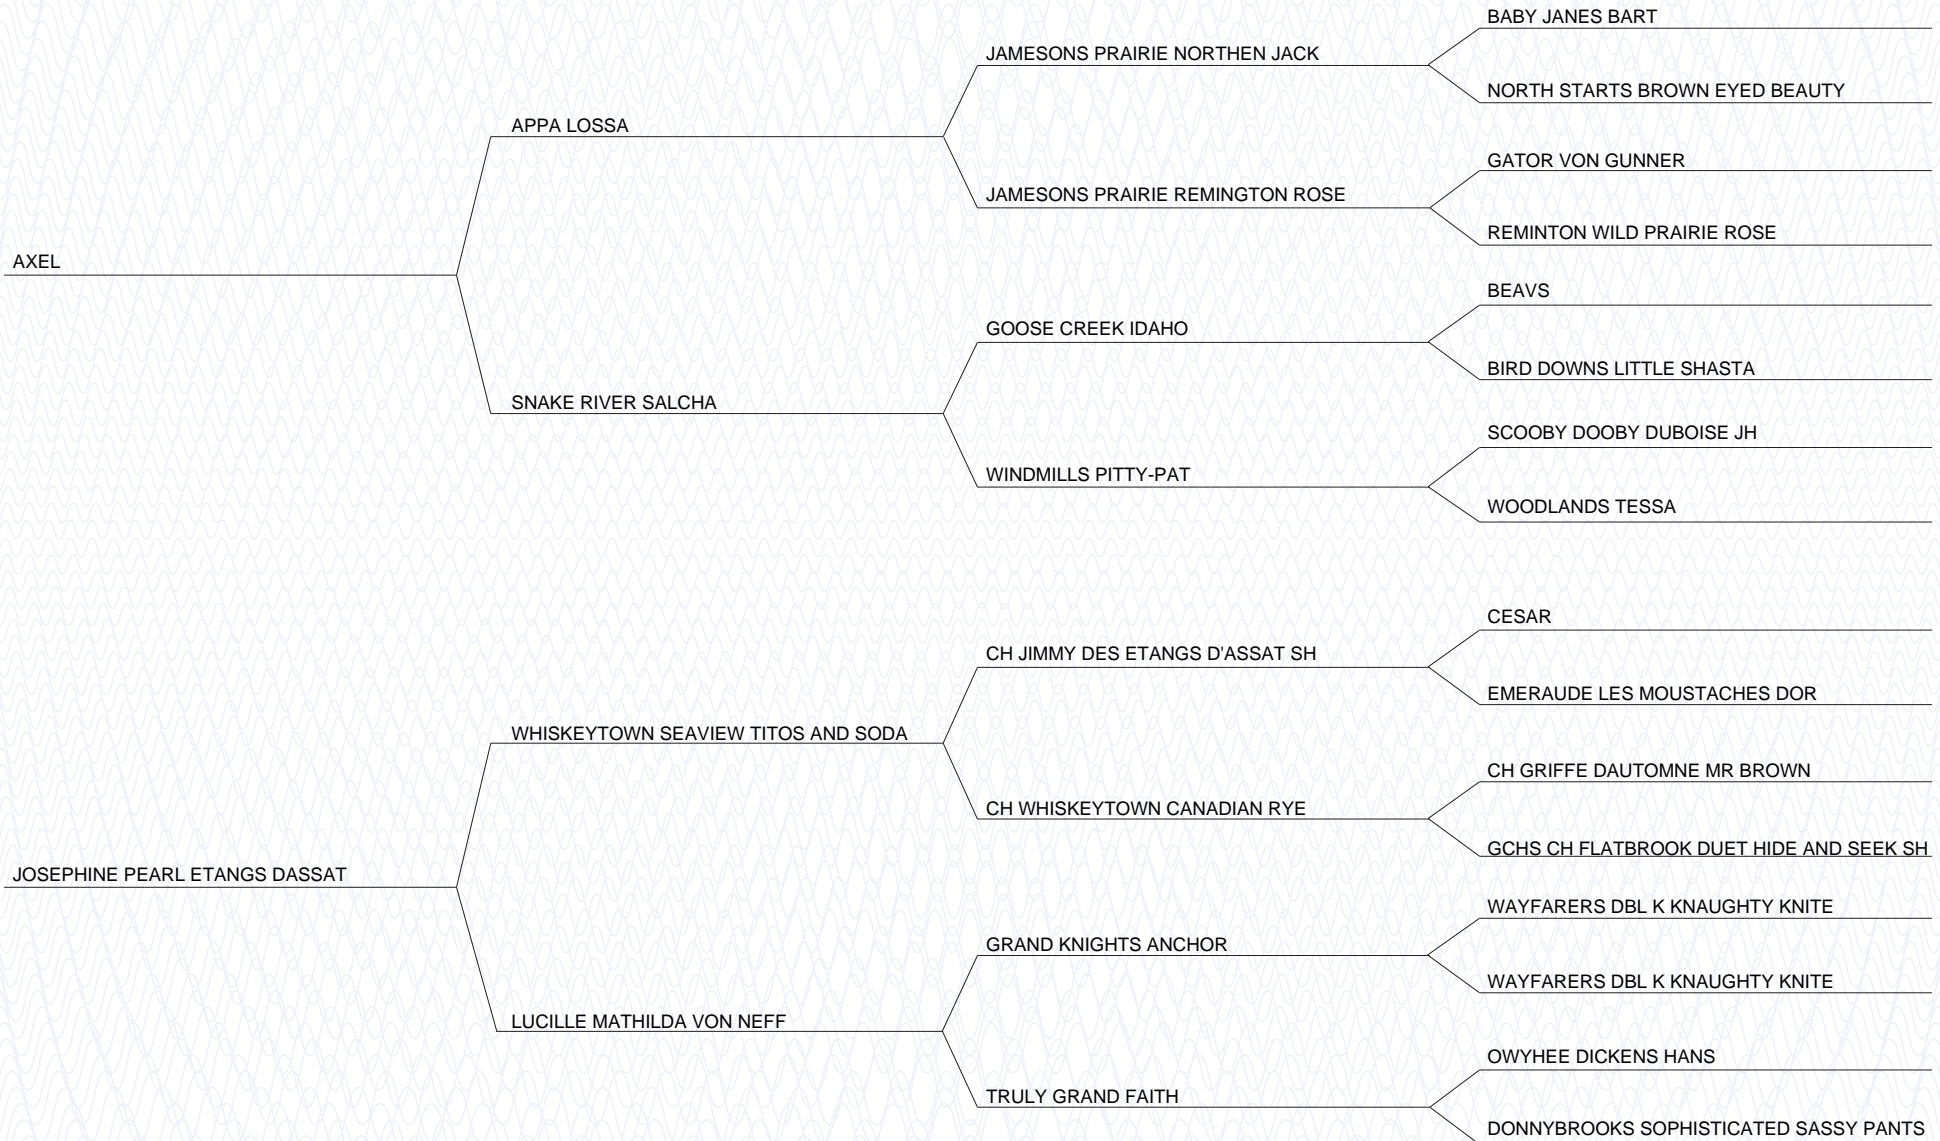 BABY JANES BART
JAMESONS PRAIRIE NORTHEN JACK
NORTH STARTS BROWN EYED BEAUTY
APPA LOSSA
GATOR VON GUNNER
JAMESONS PRAIRIE REMINGTON ROSE
REMINTON WILD PRAIRIE ROSE
AXEL
BEAVS
GOOSE CREEK IDAHO
BIRD DOWNS LITTLE SHASTA
SNAKE RIVER SALCHA
SCOOBY DOOBY DUBOISE JH
WINDMILLS PITTY-PAT
WOODLANDS TESSA
CESAR
CH JIMMY DES ETANGS D'ASSAT SH
EMERAUDE LES MOUSTACHES DOR
WHISKEYTOWN SEAVIEW TITOS AND SODA
CH GRIFFE DAUTOMNE MR BROWN
CH WHISKEYTOWN CANADIAN RYE
GCHS CH FLATBROOK DUET HIDE AND SEEK SH
JOSEPHINE PEARL ETANGS DASSAT
WAYFARERS DBL K KNAUGHTY KNITE
GRAND KNIGHTS ANCHOR
WAYFARERS DBL K KNAUGHTY KNITE
LUCILLE MATHILDA VON NEFF
OWYHEE DICKENS HANS
TRULY GRAND FAITH
DONNYBROOKS SOPHISTICATED SASSY PANTS